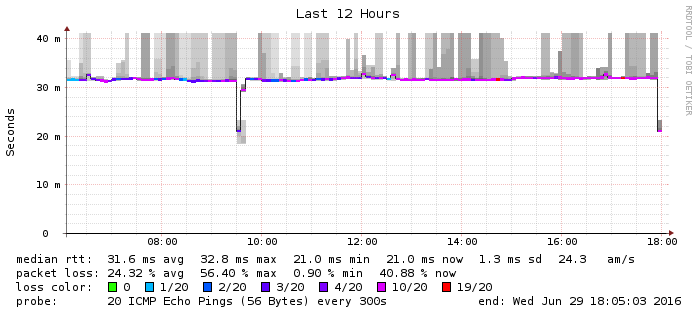 Last 12 Hours
RRDTOOL / TOBI OETIKER
Seconds
40 m
30 m
20 m
10 m
0
08:00 10:00 12:00 14:00 16:00 18:00
median rtt: 31.6 ms avg 32.8 ms max 21.0 ms min 21.0 ms now 1.3 ms sd 24.3 am/s
packet loss: 24.32 % avg 56.40 % max 0.90 % min 40.88 % now
loss color: 0 1/20 2/20 3/20 4/20 10/20 19/20
probe: 20 ICMP Echo Pings (56 Bytes) every 300s end: Wed Jun 29 18:05:03 2016